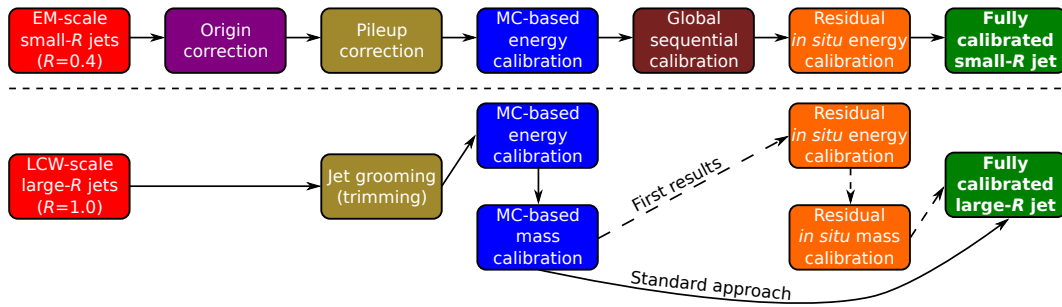 EM-scale
small-R jets
(R=0.4)
Origin
correction
Pileup
correction
MC-based
energy
calibration
Global
sequential
calibration
Residual
in situ energy
calibration
Fully
calibrated
small-R jet
LCW-scale
large-R jets
(R=1.0)
Jet grooming
(trimming)
MC-based
energy
calibration
MC-based
mass
calibration
First results
Residual
in situ energy
calibration
Residual
in situ mass
calibration
Standard approach
Fully
calibrated
large-R jet